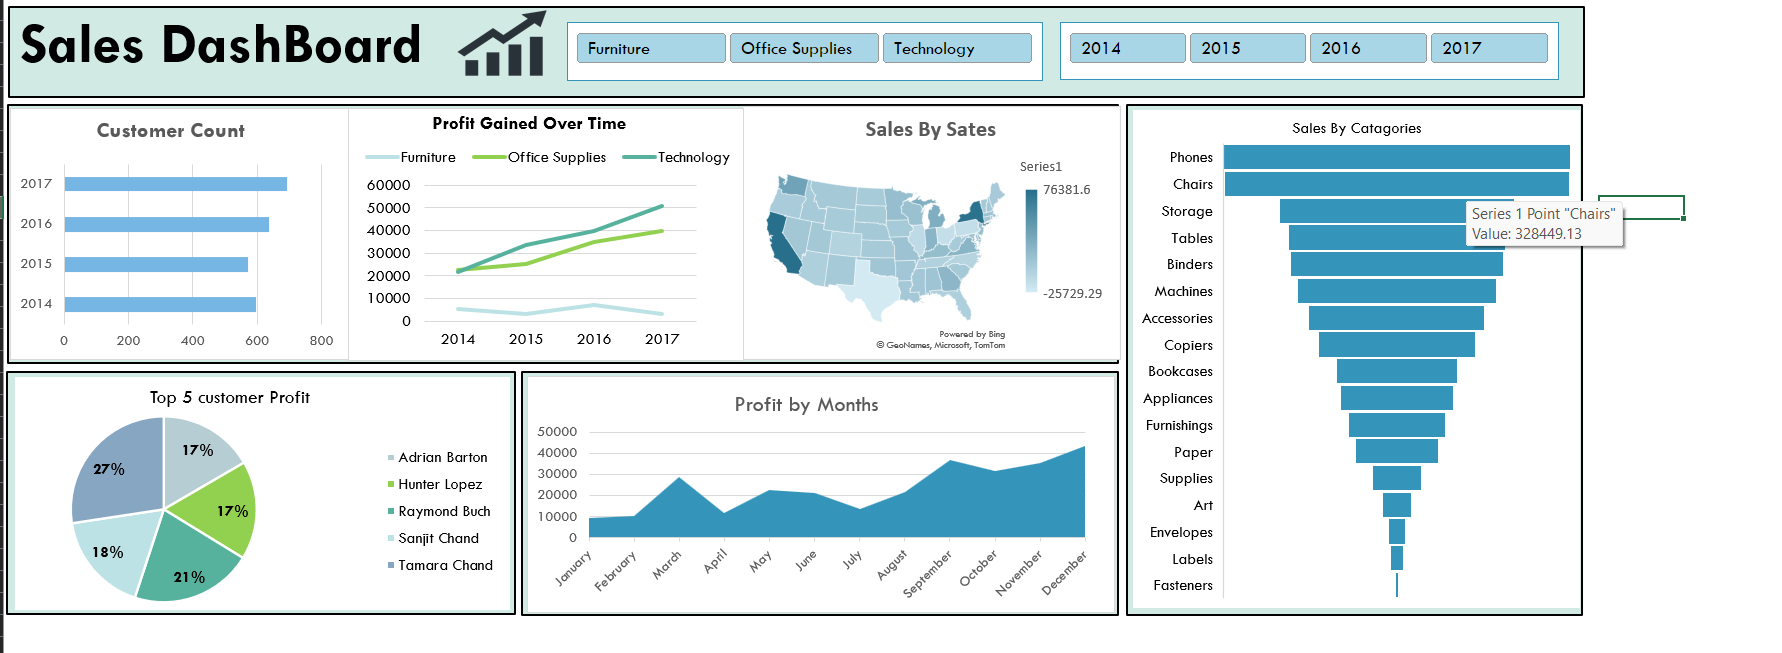 Sales DashBoard
Furniture
Office Supplies
Technology
2014
2015
2016
2017
Customer Count
2017
2016
2015
2014
0 200 400 600 800
Profit Gained Over Time
Furniture Office Supplies Technology
60000
50000
40000
30000
20000
10000
0
2014 2015 2016 2017
Sales By Sates
Series1
76381.6
-25729.29
Powered by Bing
© GeoNames, Microsoft, TomTom
Sales By Catagories
Phones
Chairs
Storage
Tables
Binders
Machines
Accessories
Copiers
Bookcases
Appliances
Furnishings
Paper
Supplies
Art
Envelopes
Labels
Fasteners
Series 1 Point "Chairs"
Value: 328449.13
Top 5 customer Profit
17%
17%
21%
18%
27%
Adrian Barton
Hunter Lopez
Raymond Buch
Sanjit Chand
Tamara Chand
Profit by Months
50000
40000
30000
20000
10000
0
January February March April May June July August September October November December